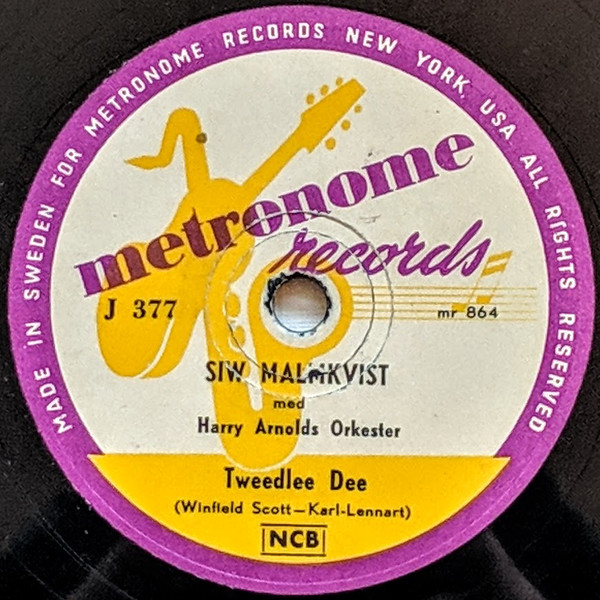 MADE IN SWEDEN FOR METRONOME RECORDS NEW YORK, USA ALL RIGHTS RESERVED
metronome
records
J 377
mr 864
SIW MALMKVIST
med
Harry Arnolds Orkester
Tweedlee Dee
(Winfield Scott—Karl-Lennart)
NCB